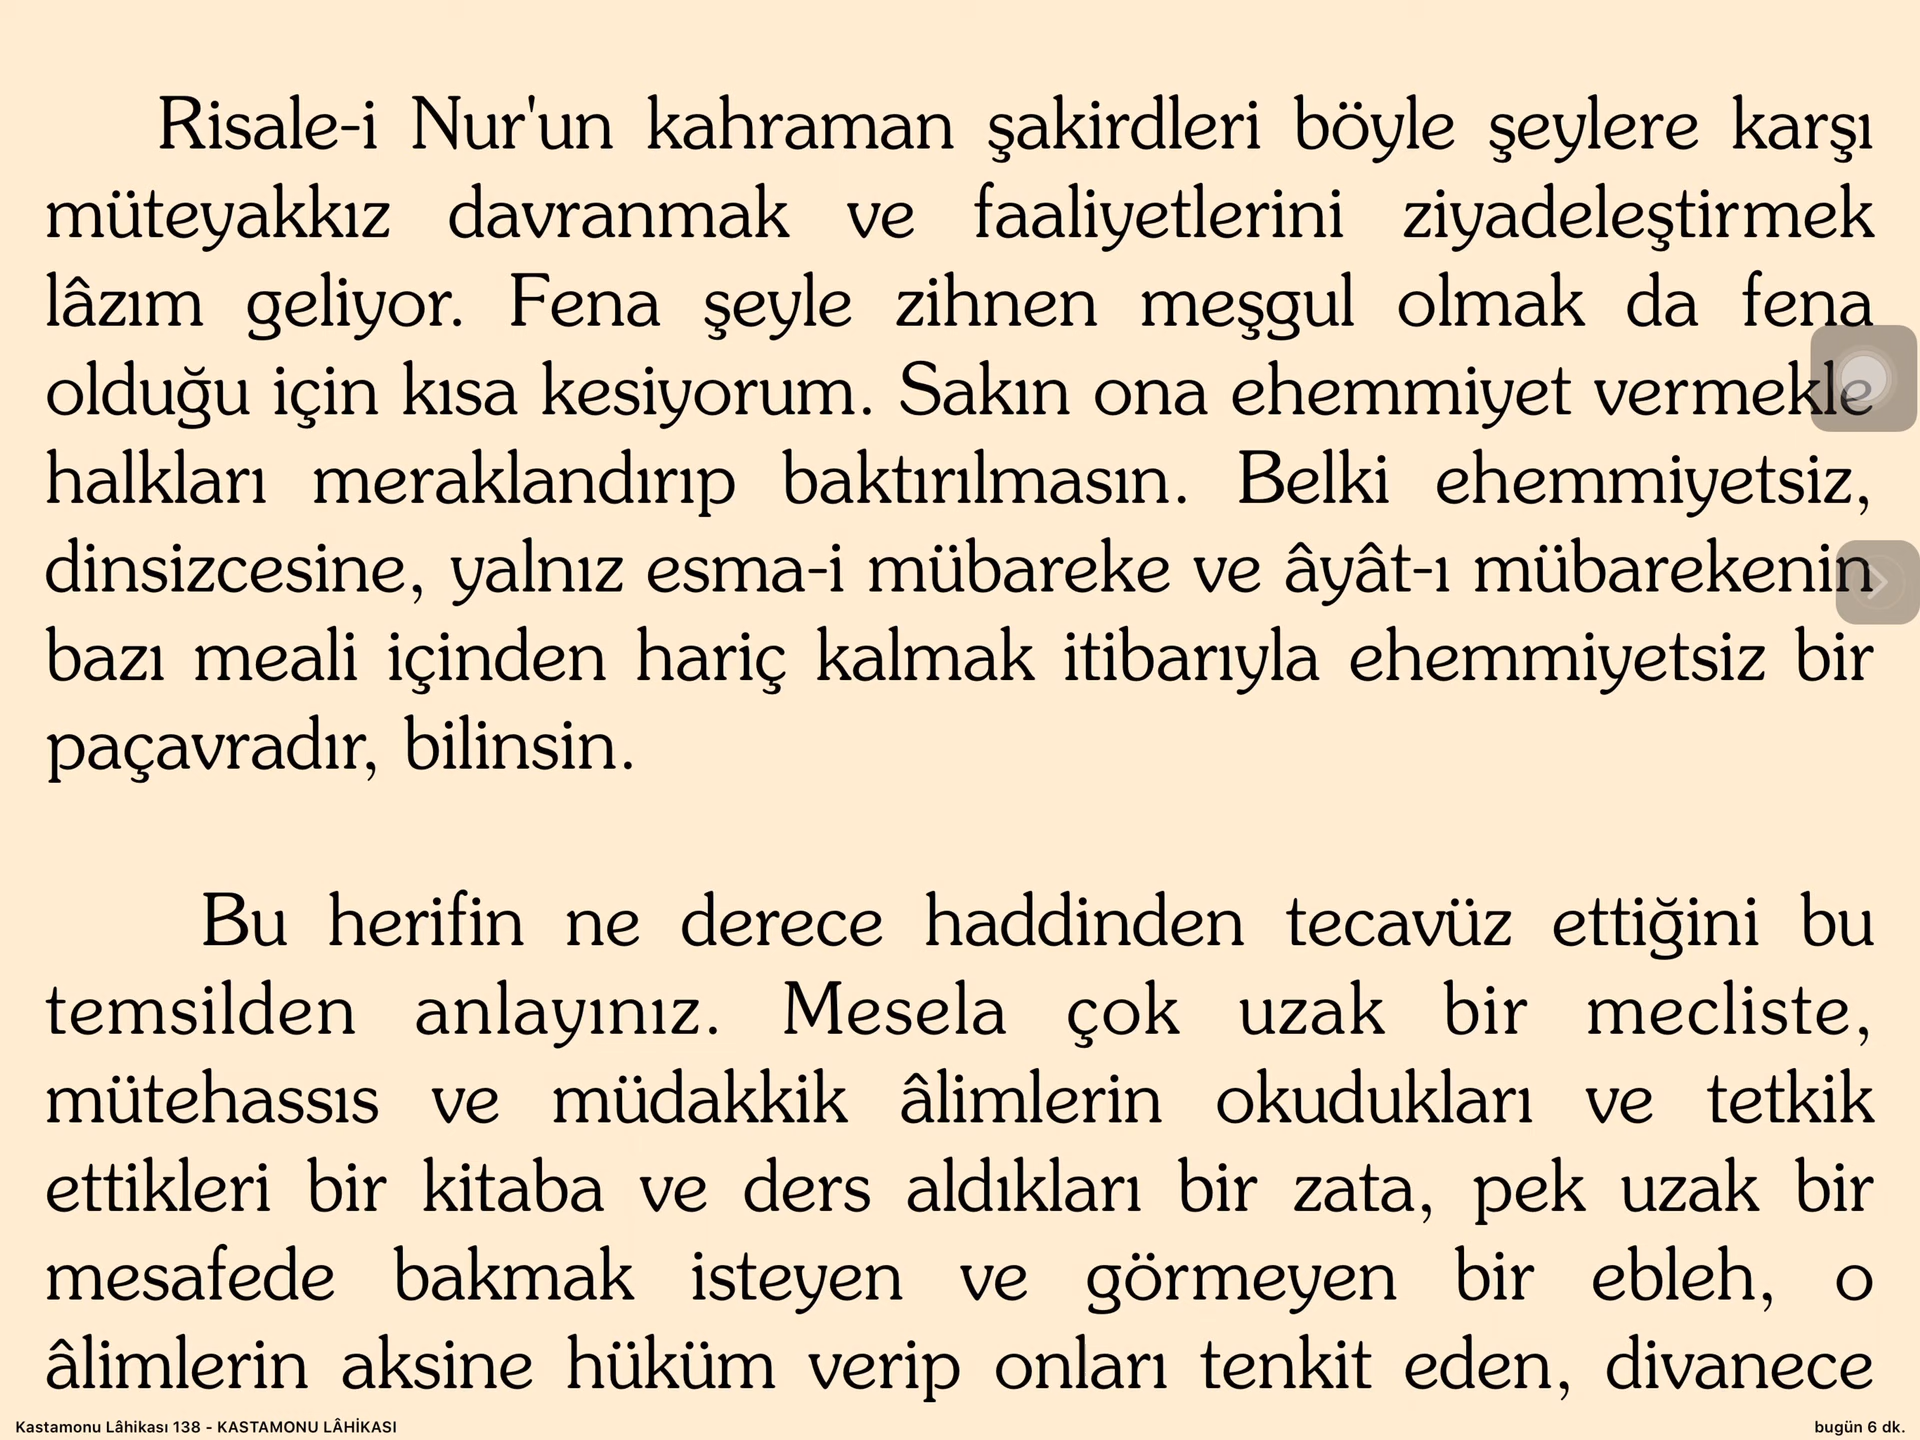 Risale-i Nur'un kahraman şakirdleri böyle şeylere karşı
müteyakkız davranmak ve faaliyetlerini ziyadeleştirmek
lâzım geliyor. Fena şeyle zihnen meşgul olmak da fena
olduğu için kısa kesiyorum. Sakın ona ehemmiyet vermekle
halkları meraklandırıp baktırılmasın. Belki ehemmiyetsiz,
dinsizcesine, yalnız esma-i mübareke ve âyât-ı mübarekenin
bazı meali içinden hariç kalmak itibarıyla ehemmiyetsiz bir
paçavradır, bilinsin.
Bu herifin ne derece haddinden tecavüz ettiğini bu
temsilden anlayınız. Mesela çok uzak bir mecliste,
mütehassıs ve müdakkik âlimlerin okudukları ve tetkik
ettikleri bir kitaba ve ders aldıkları bir zata, pek uzak bir
mesafede bakmak isteyen ve görmeyen bir ebleh, o
âlimlerin aksine hüküm verip onları tenkit eden, divanece
Kastamonu Lâhikası 138 - KASTAMONU LÂHİKASI
bugün 6 dk.